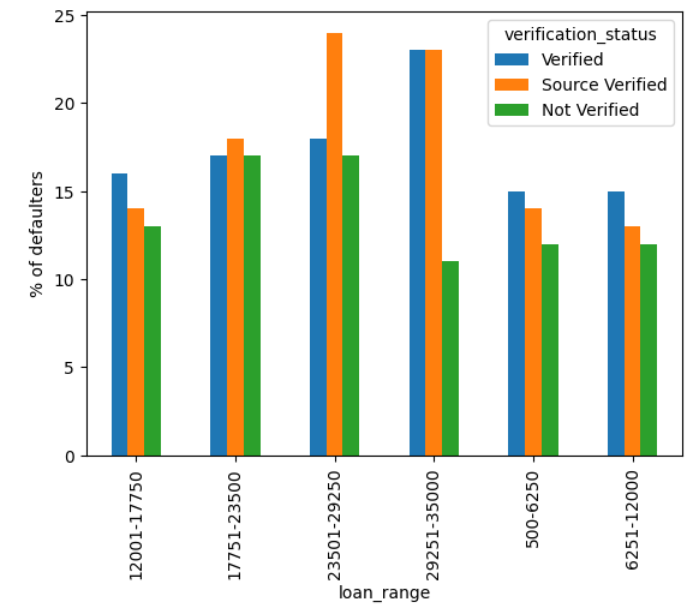 25
20
15
10
5
0
% of defaulters
verification_status
Verified
Source Verified
Not Verified
12001-17750
17751-23500
23501-29250
29251-35000
500-6250
6251-12000
loan_range